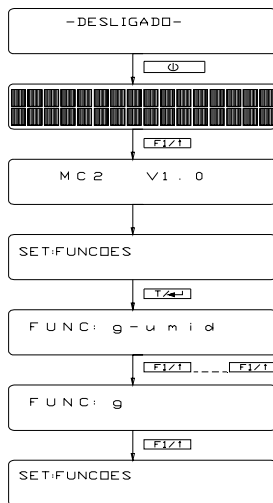 -DESLIGADO-
F1/↑
MC2 V1.0
SET:FUNCOES
T/↵
FUNC: g-umid
F1/↑ F1/↑
FUNC: g
F1/↑
SET:FUNCOES